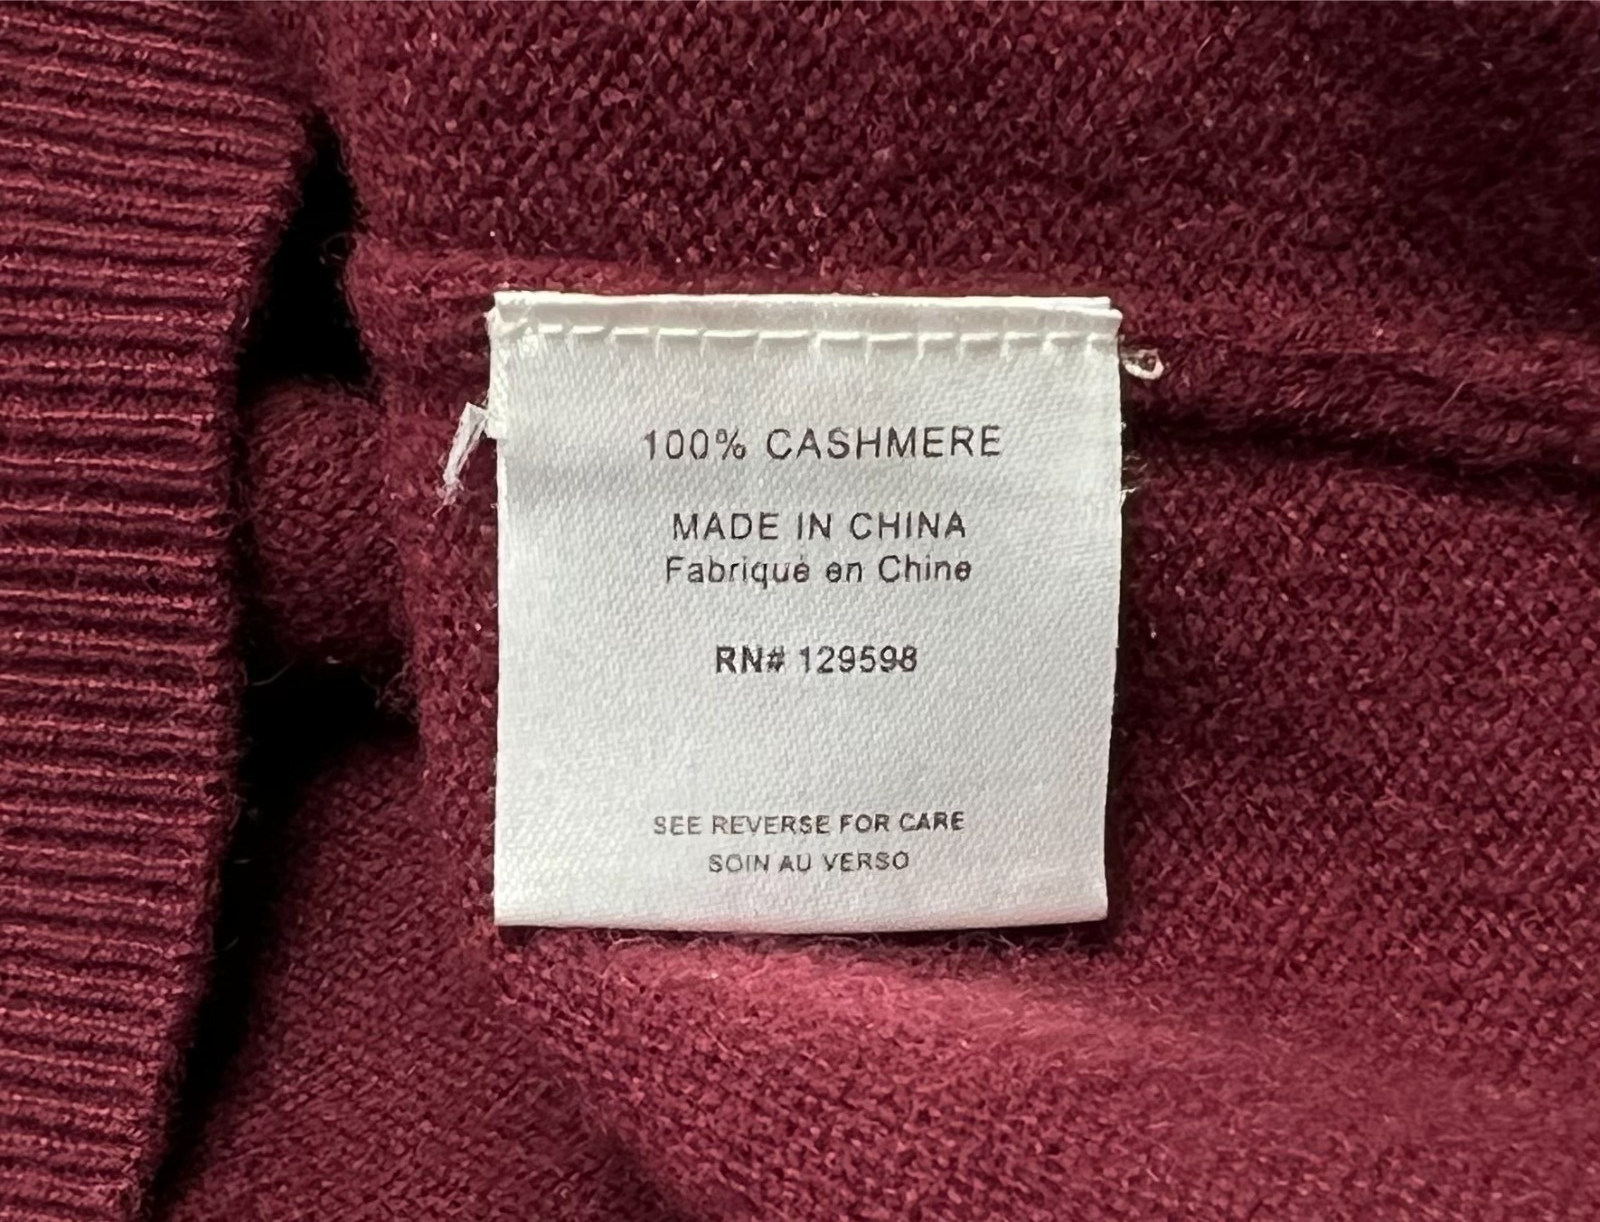 100% CASHMERE
MADE IN CHINA
Fabriqué en Chine
RN# 129598
SEE REVERSE FOR CARE
SOIN AU VERSO